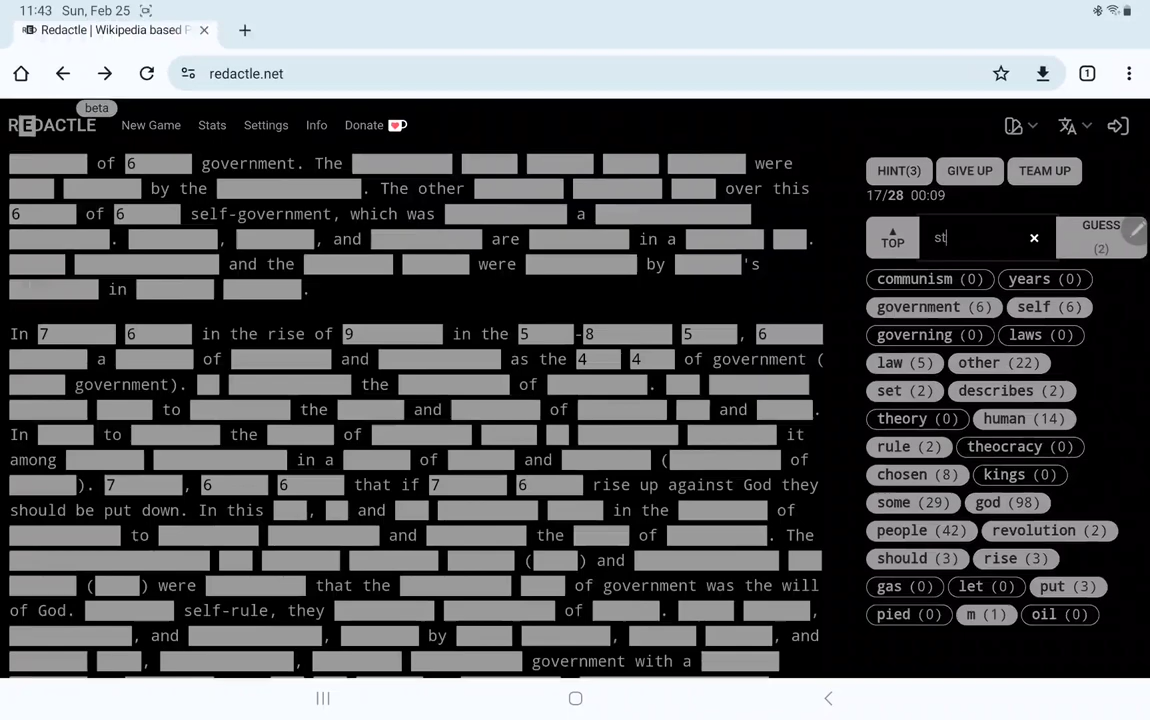 11:43 Sun, Feb 25
Redactle | Wikipedia based P
redactle.net
beta
REDACTLE New Game Stats Settings Info Donate
of 6 government. The were
by the . The other over this
6 of 6 self-government, which was a
. , , and are in a .
and the were by 's
in .
In 7 6 in the rise of 9 in the 5 -8 5 , 6
a of and as the 4 4 of government (
government). the of .
to the and of and .
In to the of it
among in a of and ( of
). 7 , 6 6 that if 7 6 rise up against God they
should be put down. In this , and in the of
to and the of . The
( ) and
( ) were that the of government was the will
of God. self-rule, they of . ,
, and , by , , and
, , government with a
HINT(3) GIVE UP TEAM UP
17/28 00:09
▲ TOP
st
×
GUESS
(2)
communism (0) years (0)
government (6) self (6)
governing (0) laws (0)
law (5) other (22)
set (2) describes (2)
theory (0) human (14)
rule (2) theocracy (0)
chosen (8) kings (0)
some (29) god (98)
people (42) revolution (2)
should (3) rise (3)
gas (0) let (0) put (3)
pied (0) m (1) oil (0)